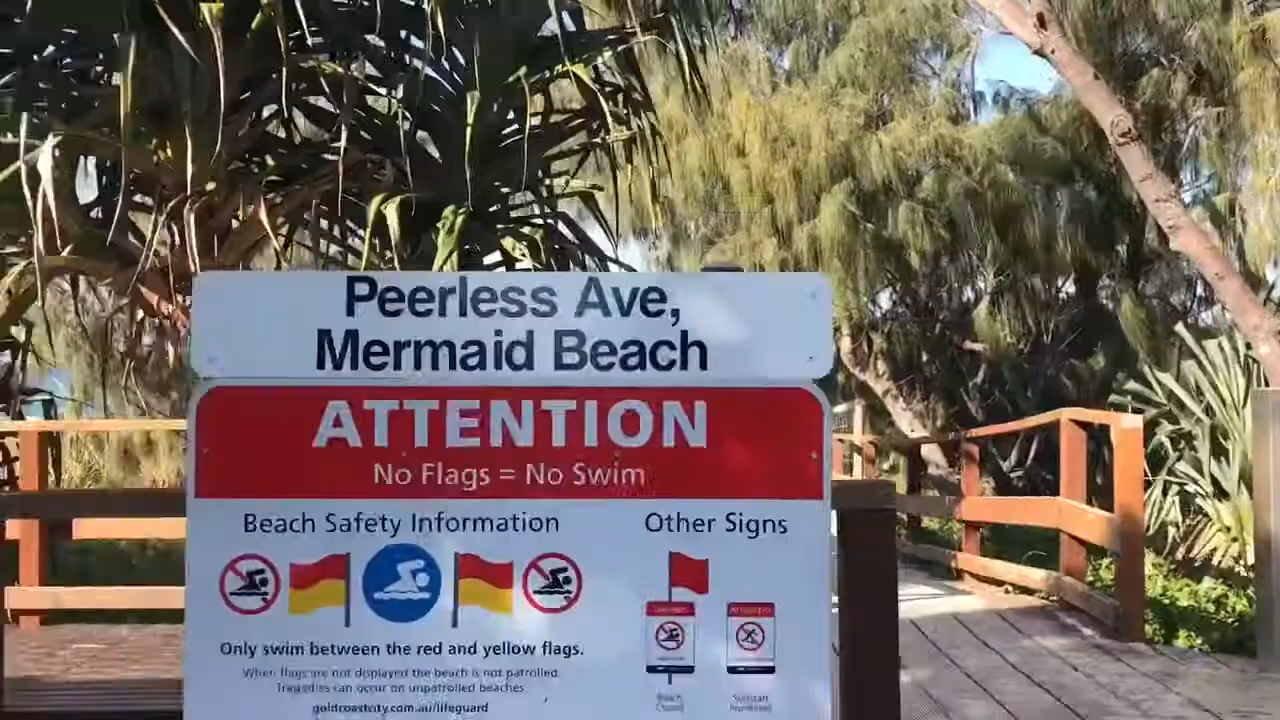 Peerless Ave,
Mermaid Beach
ATTENTION
No Flags = No Swim
Beach Safety Information
Other Signs
Only swim between the red and yellow flags.
When flags are not displayed the beach is not patrolled.
Tragedies can occur on unpatrolled beaches.
goldcoastcity.com.au/lifeguard
Beach
Closed